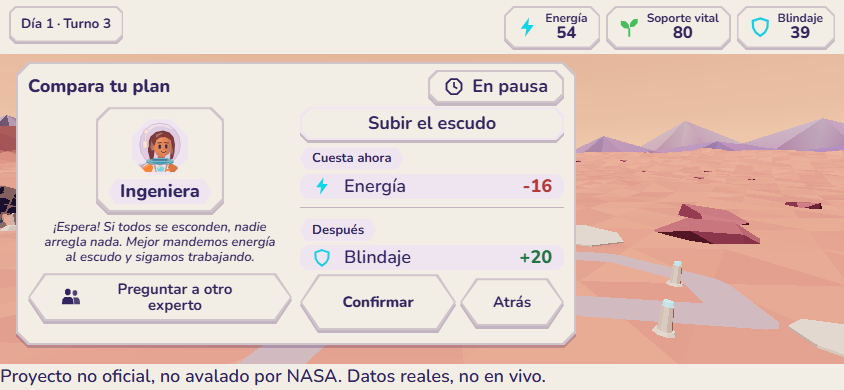 Día 1 · Turno 3
Energía
54
Soporte vital
80
Blindaje
39
Compara tu plan
En pausa
Ingeniera
¡Espera! Si todos se esconden, nadie
arregla nada. Mejor mandemos energía
al escudo y sigamos trabajando.
Preguntar a otro
experto
Subir el escudo
Cuesta ahora
Energía -16
Después
Blindaje +20
Confirmar
Atrás
Proyecto no oficial, no avalado por NASA. Datos reales, no en vivo.